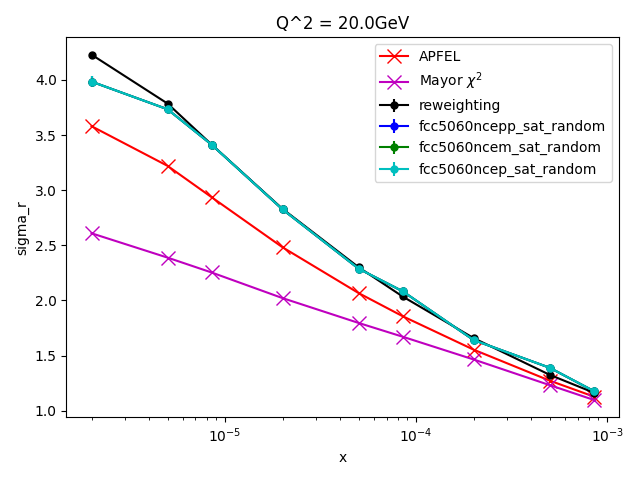 Q^2 = 20.0GeV
APFEL
Mayor χ²
reweighting
fcc5060ncepp_sat_random
fcc5060ncem_sat_random
fcc5060ncep_sat_random
sigma_r
4.0
3.5
3.0
2.5
2.0
1.5
1.0
10⁻⁵
10⁻⁴
10⁻³
x